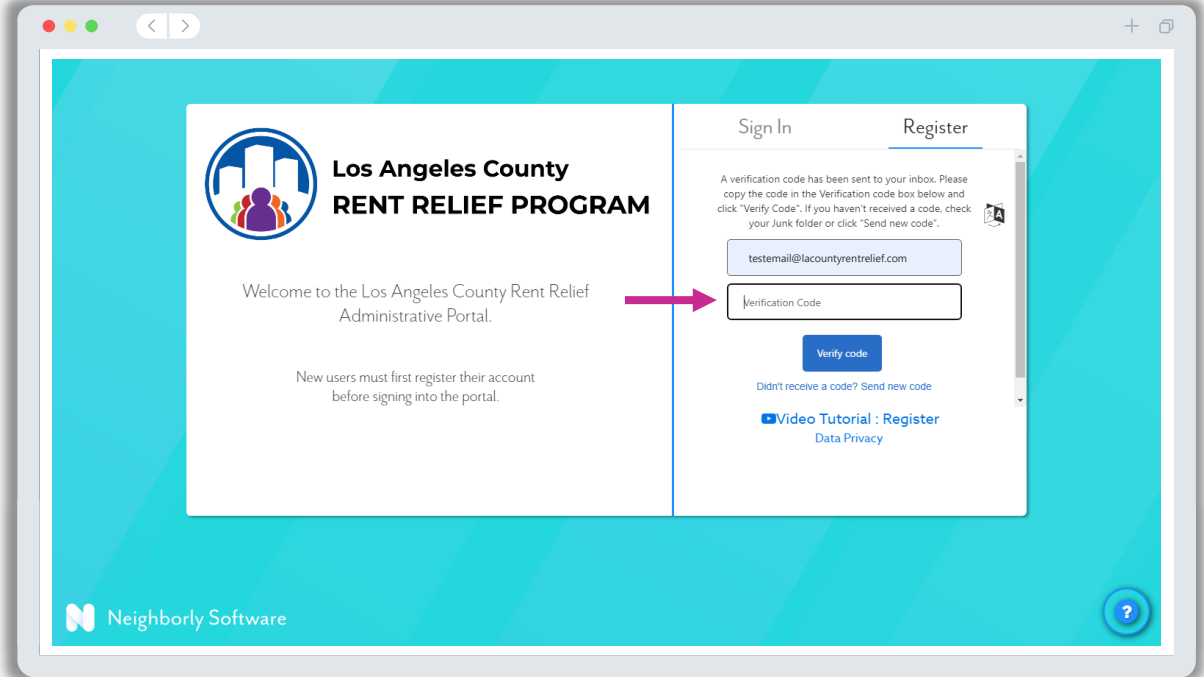 Los Angeles County
RENT RELIEF PROGRAM
Welcome to the Los Angeles County Rent Relief
Administrative Portal.
New users must first register their account
before signing into the portal.
Sign In
Register
A verification code has been sent to your inbox. Please
copy the code in the Verification code box below and
click "Verify Code". If you haven't received a code, check
your Junk folder or click "Send new code".
testemail@lacountyrentrelief.com
Verification Code
Verify code
Didn't receive a code? Send new code
Video Tutorial : Register
Data Privacy
Neighborly Software
?